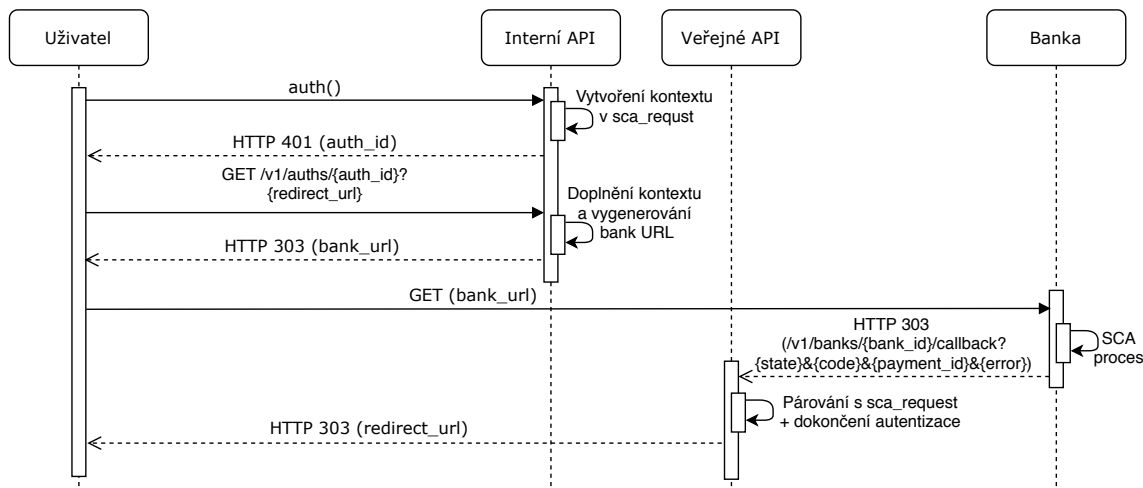 Uživatel
Interní API
Veřejné API
Banka
auth()
Vytvoření kontextu
v sca_requst
HTTP 401 (auth_id)
GET /v1/auths/{auth_id}?
{redirect_url}
Doplnění kontextu
a vygenerování
bank URL
HTTP 303 (bank_url)
GET (bank_url)
HTTP 303
(/v1/banks/{bank_id}/callback?
{state}&{code}&{payment_id}&{error})
SCA
proces
Párování s sca_request
+ dokončení autentizace
HTTP 303 (redirect_url)